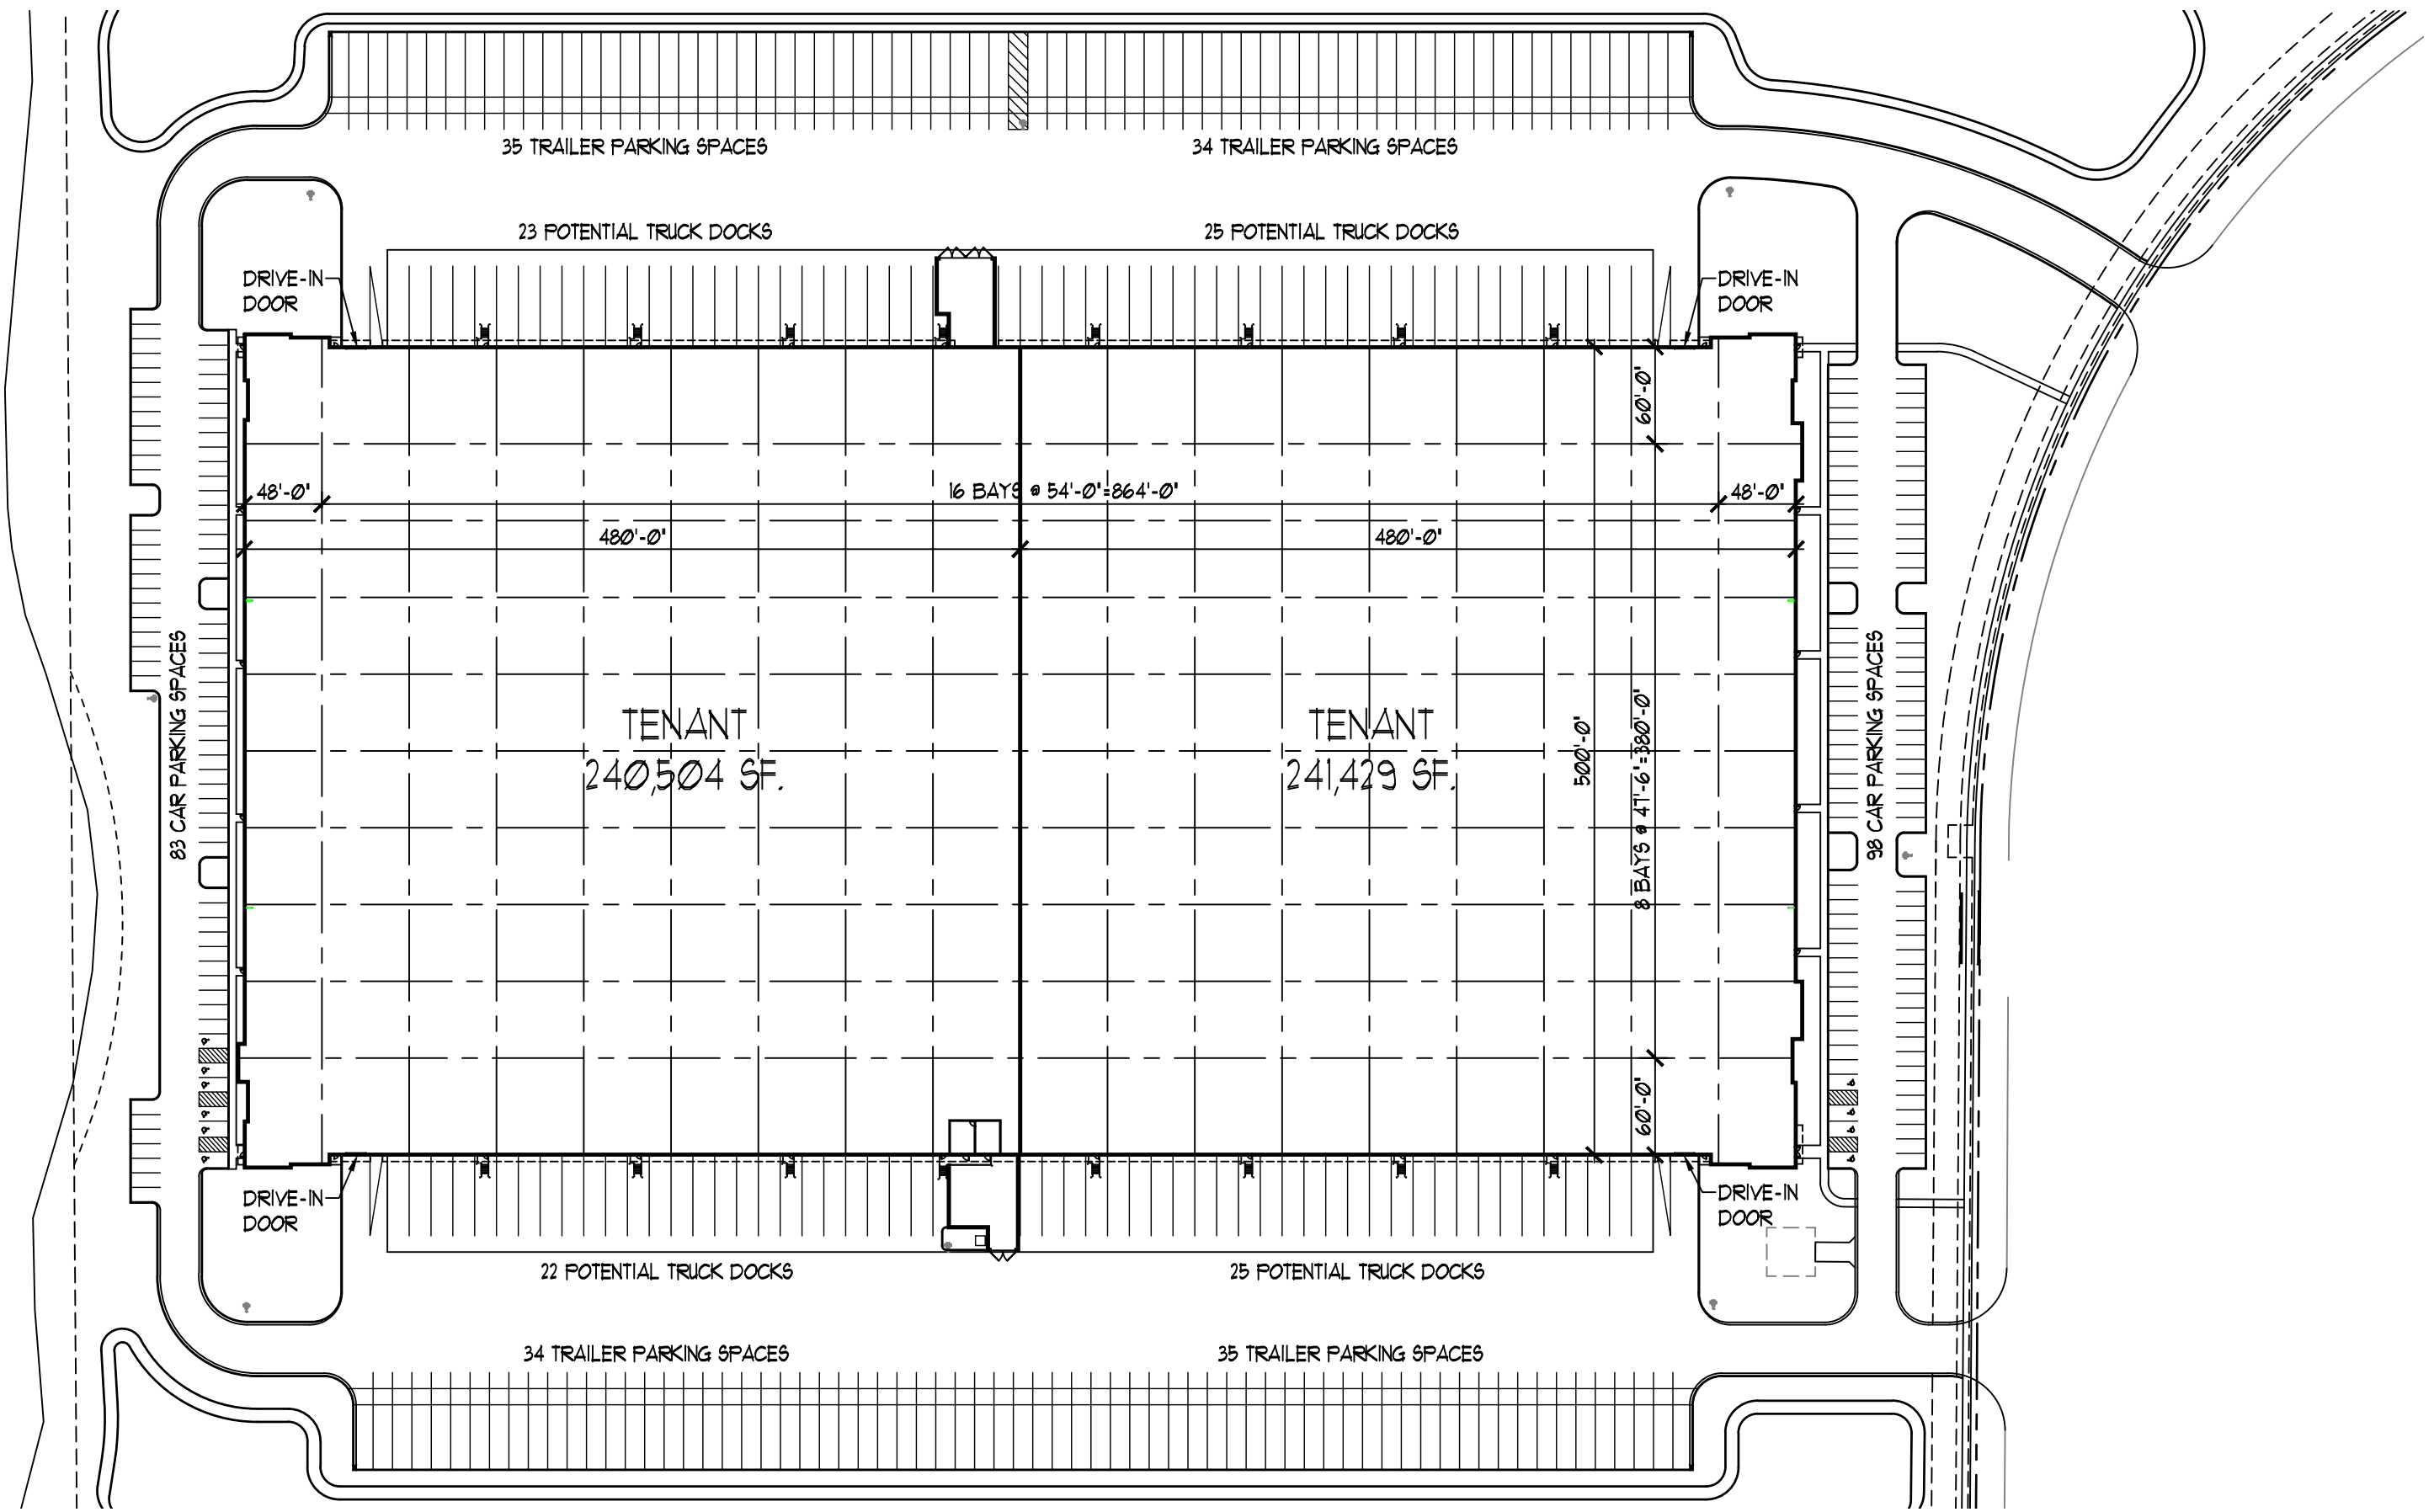 35 TRAILER PARKING SPACES
34 TRAILER PARKING SPACES
23 POTENTIAL TRUCK DOCKS
25 POTENTIAL TRUCK DOCKS
DRIVE-IN
DOOR
DRIVE-IN
DOOR
60'-0"
48'-0"
16 BAYS @ 54'-0"=864'-0"
48'-0"
480'-0"
480'-0"
83 CAR PARKING SPACES
TENANT
240,504 SF.
TENANT
241,429 SF.
500'-0"
8 BAYS @ 47'-6"=380'-0"
98 CAR PARKING SPACES
60'-0"
DRIVE-IN
DOOR
DRIVE-IN
DOOR
22 POTENTIAL TRUCK DOCKS
25 POTENTIAL TRUCK DOCKS
34 TRAILER PARKING SPACES
35 TRAILER PARKING SPACES